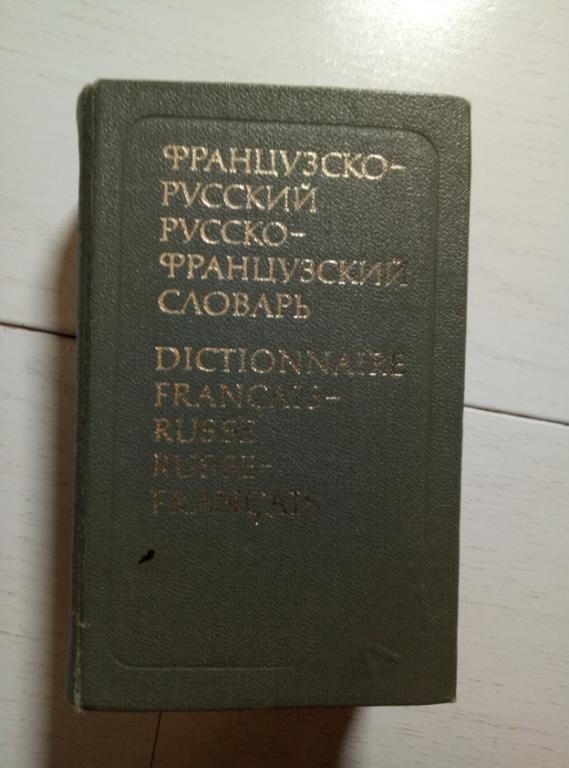 ФРАНЦУЗСКО-
РУССКИЙ
РУССКО-
ФРАНЦУЗСКИЙ
СЛОВАРЬ
DICTIONNAIRE
FRANÇAIS-
RUSSE
RUSSE-
FRANÇAIS